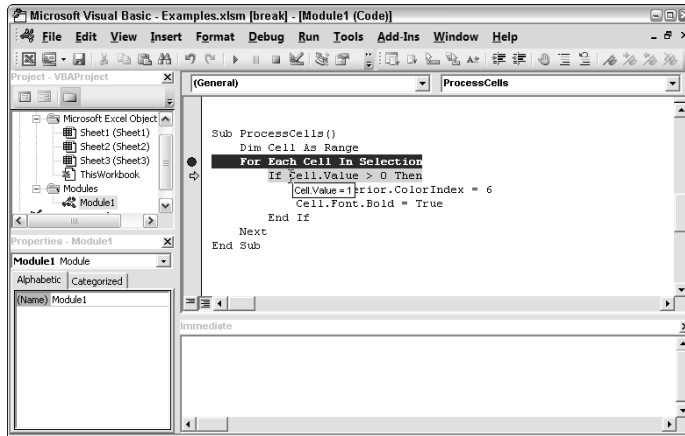 Microsoft Visual Basic - Examples.xlsm [break] - [Module1 (Code)]
File Edit View Insert Format Debug Run Tools Add-Ins Window Help
Project - VBAProject
(General)
ProcessCells
Microsoft Excel Object
Sheet1 (Sheet1)
Sheet2 (Sheet2)
Sheet3 (Sheet3)
ThisWorkbook
Modules
Module1
Sub ProcessCells()
Dim Cell As Range
For Each Cell In Selection
If Cell.Value > 0 Then
Cell.Value = 1
erior.ColorIndex = 6
Cell.Font.Bold = True
End If
Next
End Sub
Properties - Module1
Module1 Module
Alphabetic Categorized
(Name) Module1
Immediate